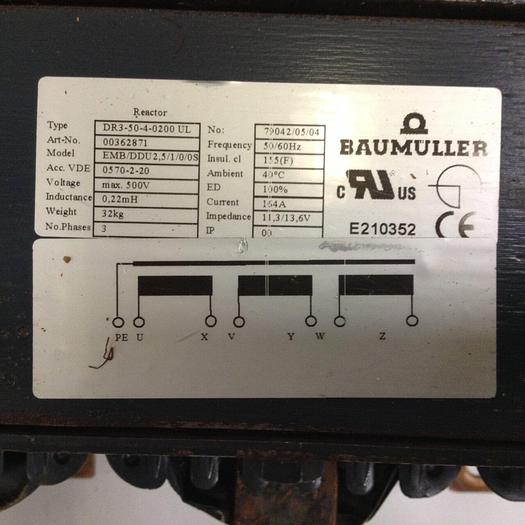 Reactor
Type DR3-50-4-0200 UL
Art-No. 00362871
Model EMB/DDU2,5/1/0/0S
Acc. VDE 0570-2-20
Voltage max. 500V
Inductance 0,22mH
Weight 32kg
No.Phases 3
No: 79042/05/04
Frequency 50/60Hz
Insul. cl 155(F)
Ambient 40°C
ED 100%
Current 164A
Impedance 11,3/13,6V
IP 00
BAUMULLER
C UR US
E210352 CE
PE U X V Y W Z